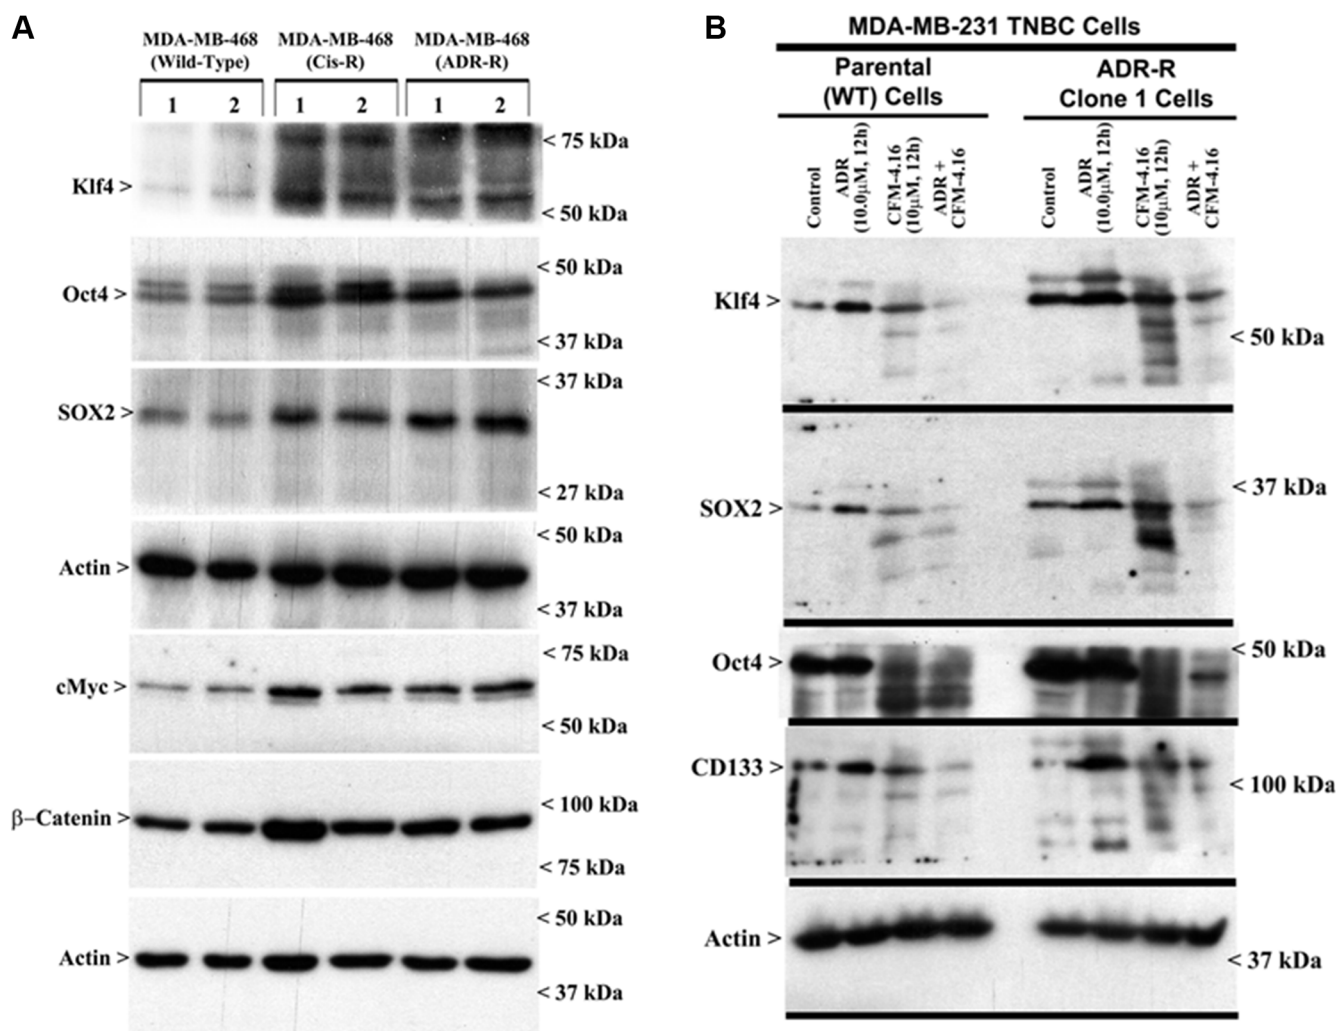 A
MDA-MB-468 MDA-MB-468 MDA-MB-468
(Wild-Type) (Cis-R) (ADR-R)
1 2 1 2 1 2
< 75 kDa
Klf4 >
< 50 kDa
< 50 kDa
Oct4 >
< 37 kDa
< 37 kDa
SOX2 >
< 27 kDa
< 50 kDa
Actin >
< 37 kDa
< 75 kDa
cMyc >
< 50 kDa
< 100 kDa
β–Catenin >
< 75 kDa
< 50 kDa
Actin >
< 37 kDa
B
MDA-MB-231 TNBC Cells
Parental
(WT) Cells
ADR-R
Clone 1 Cells
Control
ADR
(10.0μM, 12h)
CFM-4.16
(10μM, 12h)
ADR +
CFM-4.16
Control
ADR
(10.0μM, 12h)
CFM-4.16
(10μM, 12h)
ADR +
CFM-4.16
Klf4 >
< 50 kDa
< 37 kDa
SOX2 >
< 50 kDa
Oct4 >
CD133 >
< 100 kDa
Actin >
< 37 kDa